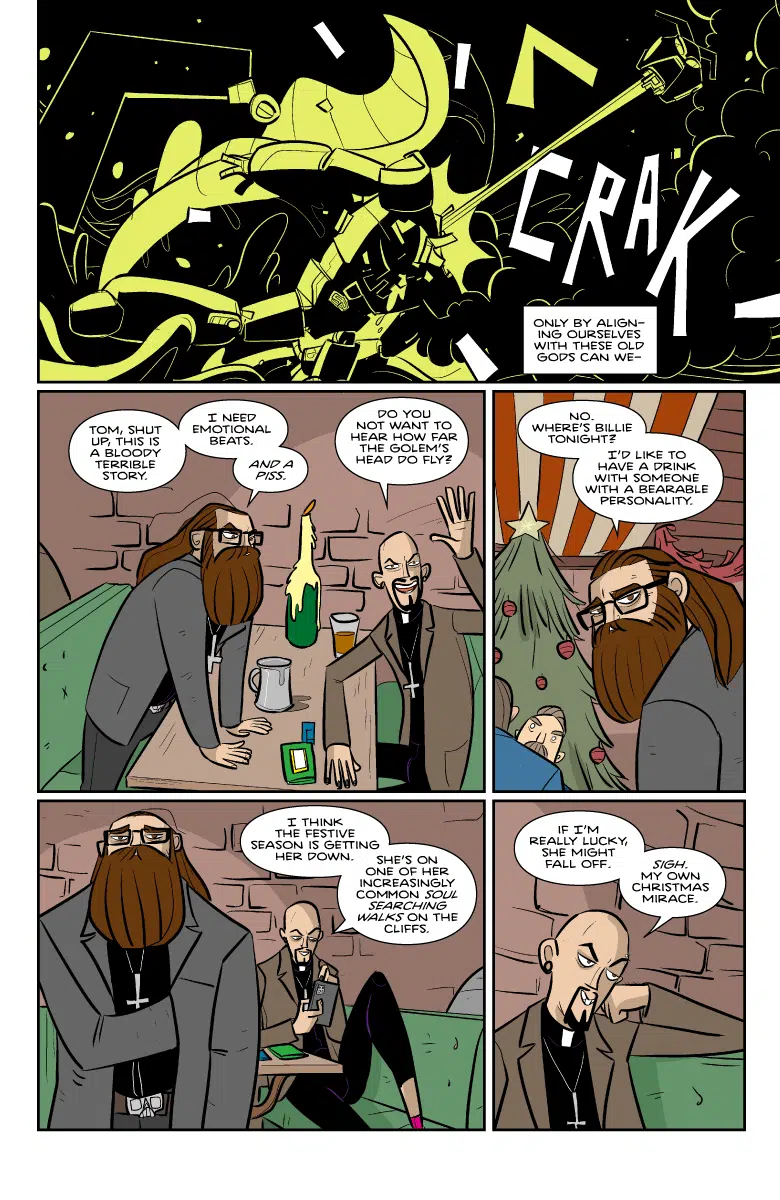 CRAK
ONLY BY ALIGN-
ING OURSELVES
WITH THESE OLD
GODS CAN WE-
TOM, SHUT
UP, THIS IS
A BLOODY
TERRIBLE
STORY.
I NEED
EMOTIONAL
BEATS.
AND A
PISS.
DO YOU
NOT WANT TO
HEAR HOW FAR
THE GOLEM'S
HEAD DO FLY?
NO.
WHERE'S BILLIE
TONIGHT?
I'D LIKE TO
HAVE A DRINK
WITH SOMEONE
WITH A BEARABLE
PERSONALITY.
I THINK
THE FESTIVE
SEASON IS GETTING
HER DOWN.
SHE'S ON
ONE OF HER
INCREASINGLY
COMMON SOUL
SEARCHING
WALKS ON THE
CLIFFS.
IF I'M
REALLY LUCKY,
SHE MIGHT
FALL OFF.
SIGH.
MY OWN
CHRISTMAS
MIRACE.